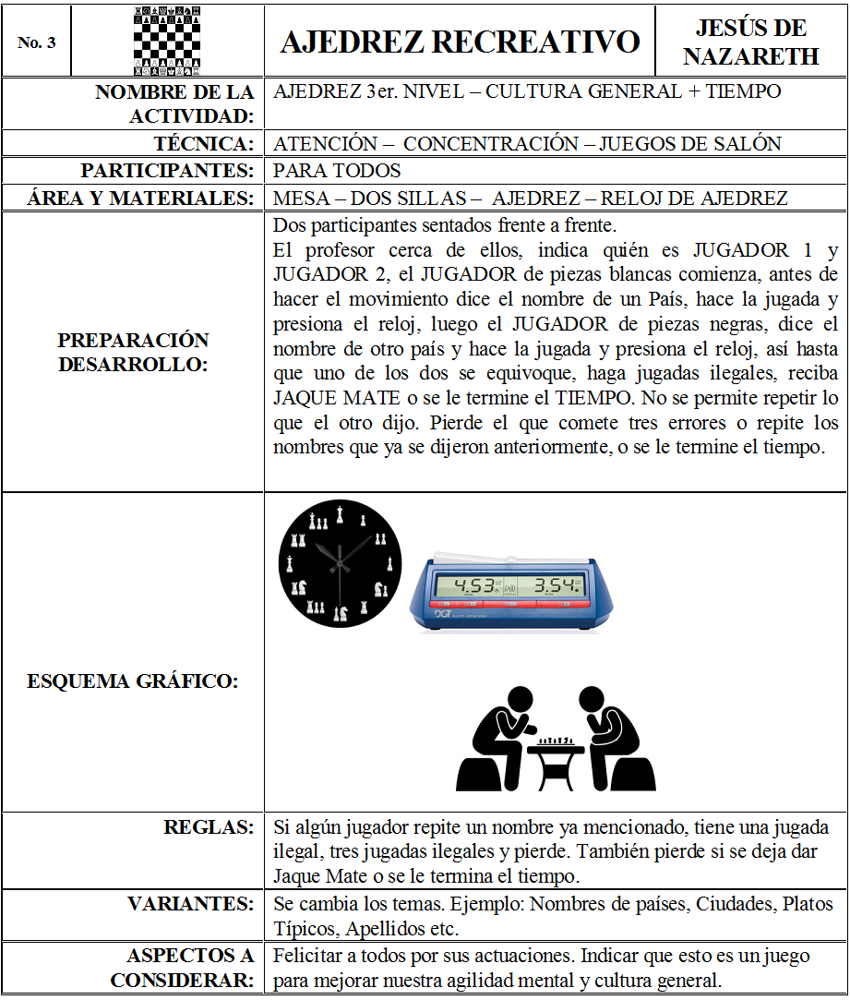 No. 3
AJEDREZ RECREATIVO
JESÚS DE
NAZARETH
NOMBRE DE LA
ACTIVIDAD:
AJEDREZ 3er. NIVEL – CULTURA GENERAL + TIEMPO
TÉCNICA:
ATENCIÓN – CONCENTRACIÓN – JUEGOS DE SALÓN
PARTICIPANTES:
PARA TODOS
ÁREA Y MATERIALES:
MESA – DOS SILLAS – AJEDREZ – RELOJ DE AJEDREZ
PREPARACIÓN
DESARROLLO:
Dos participantes sentados frente a frente.
El profesor cerca de ellos, indica quién es JUGADOR 1 y
JUGADOR 2, el JUGADOR de piezas blancas comienza, antes de
hacer el movimiento dice el nombre de un País, hace la jugada y
presiona el reloj, luego el JUGADOR de piezas negras, dice el
nombre de otro país y hace la jugada y presiona el reloj, así hasta
que uno de los dos se equivoque, haga jugadas ilegales, reciba
JAQUE MATE o se le termine el TIEMPO. No se permite repetir lo
que el otro dijo. Pierde el que comete tres errores o repite los
nombres que ya se dijeron anteriormente, o se le termine el tiempo.
ESQUEMA GRÁFICO:
4.53
3.54
DGT North American
REGLAS:
Si algún jugador repite un nombre ya mencionado, tiene una jugada
ilegal, tres jugadas ilegales y pierde. También pierde si se deja dar
Jaque Mate o se le termina el tiempo.
VARIANTES:
Se cambia los temas. Ejemplo: Nombres de países, Ciudades, Platos
Típicos, Apellidos etc.
ASPECTOS A
CONSIDERAR:
Felicitar a todos por sus actuaciones. Indicar que esto es un juego
para mejorar nuestra agilidad mental y cultura general.